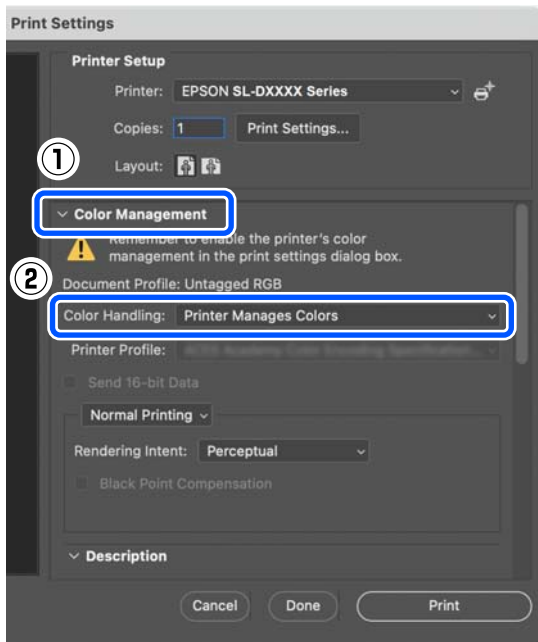 Print Settings
Printer Setup
Printer: EPSON SL-DXXXX Series
Copies: 1 Print Settings...
①
Layout:
Color Management
Remember to enable the printer's color
management in the print settings dialog box.
②
Document Profile: Untagged RGB
Color Handling: Printer Manages Colors
Printer Profile:
Send 16-bit Data
Normal Printing
Rendering Intent: Perceptual
Black Point Compensation
Description
Cancel Done Print